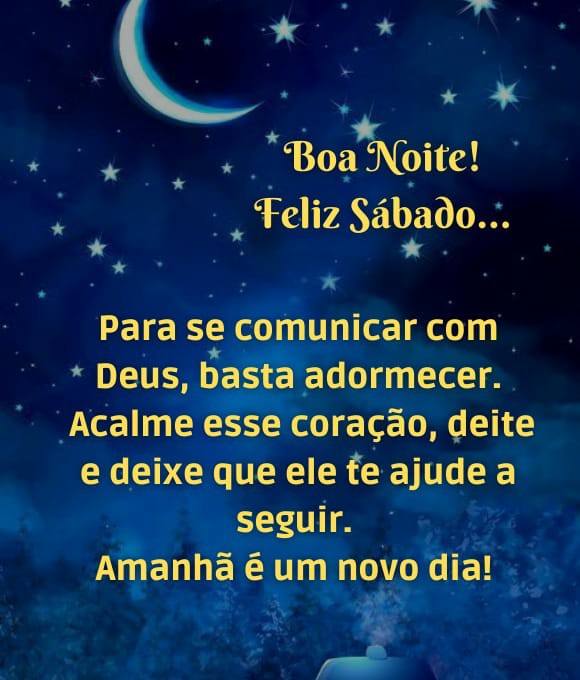 Boa Noite!
Feliz Sábado...
Para se comunicar com
Deus, basta adormecer.
Acalme esse coração, deite
e deixe que ele te ajude a
seguir.
Amanhã é um novo dia!